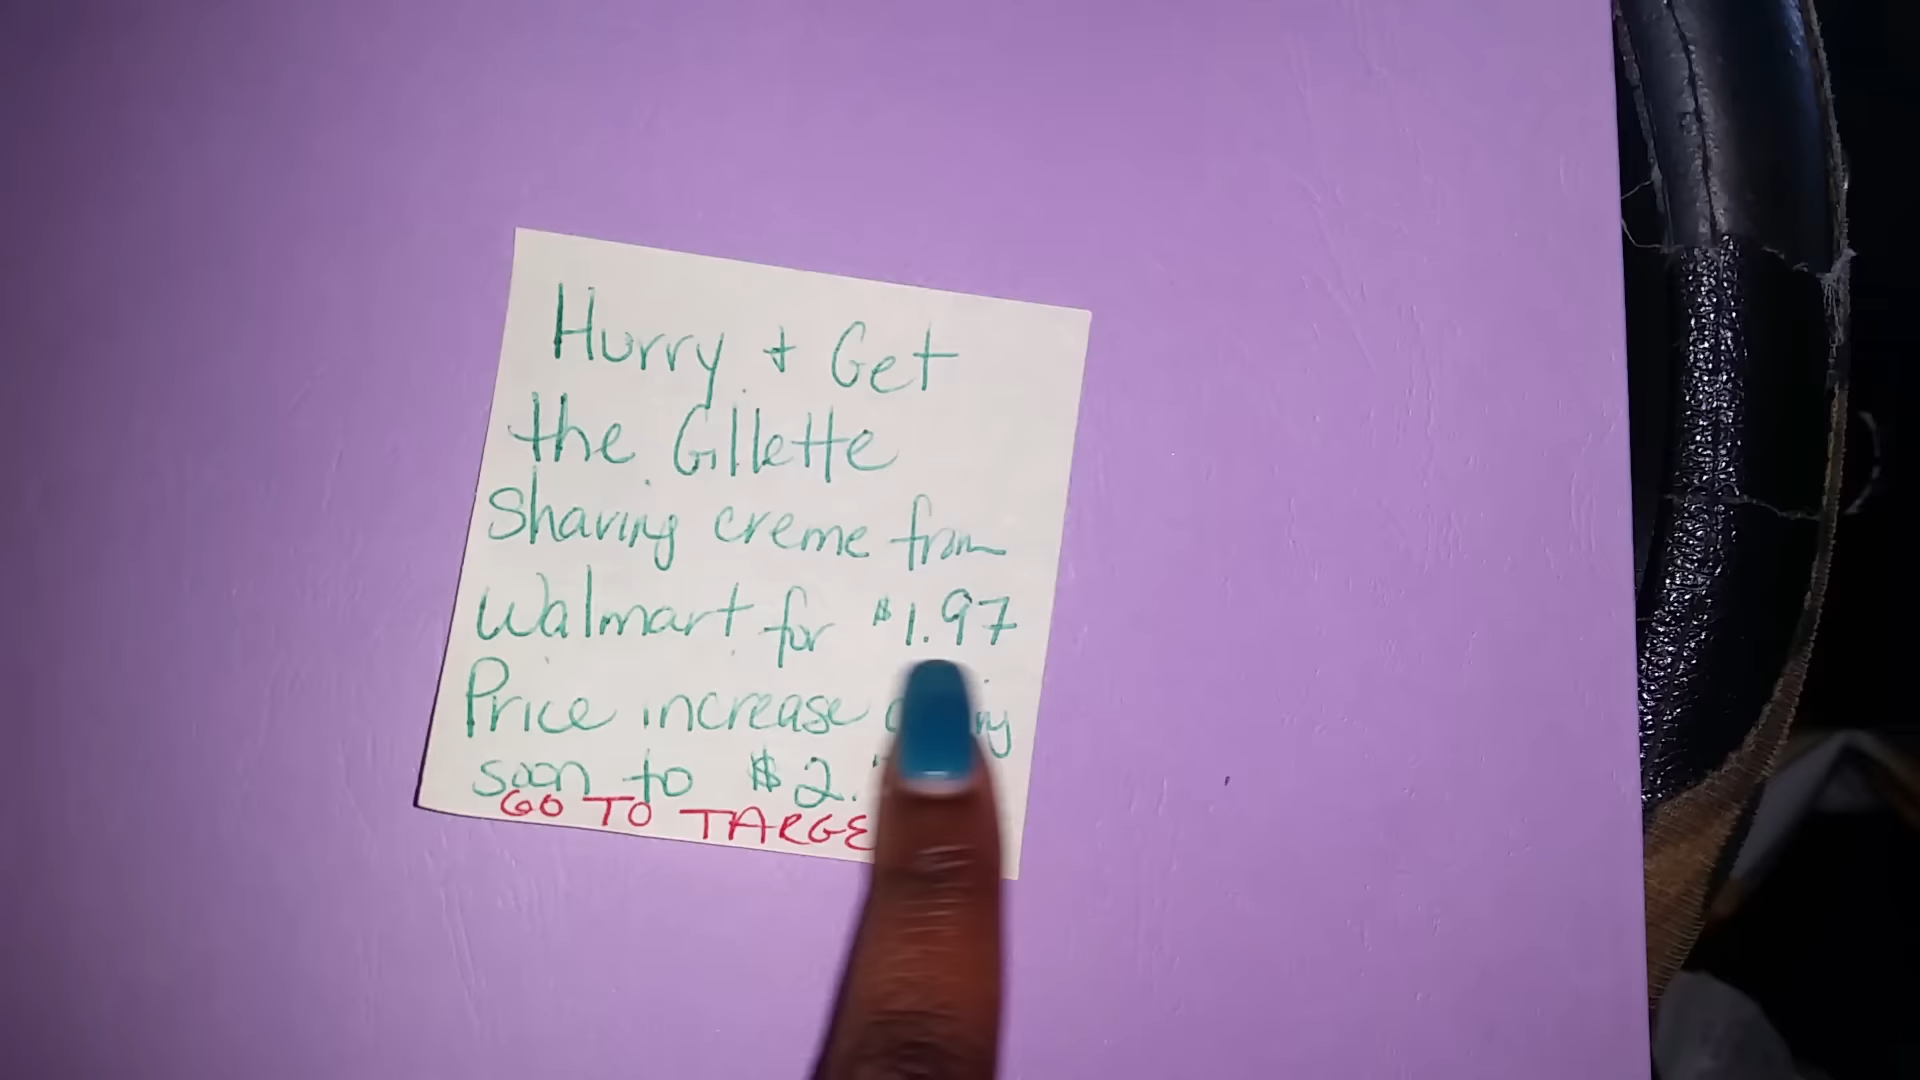 Hurry + Get
the Gillette
Shaving creme from
Walmart for $1.97
Price increase
soon to $2.
GO TO TARGE